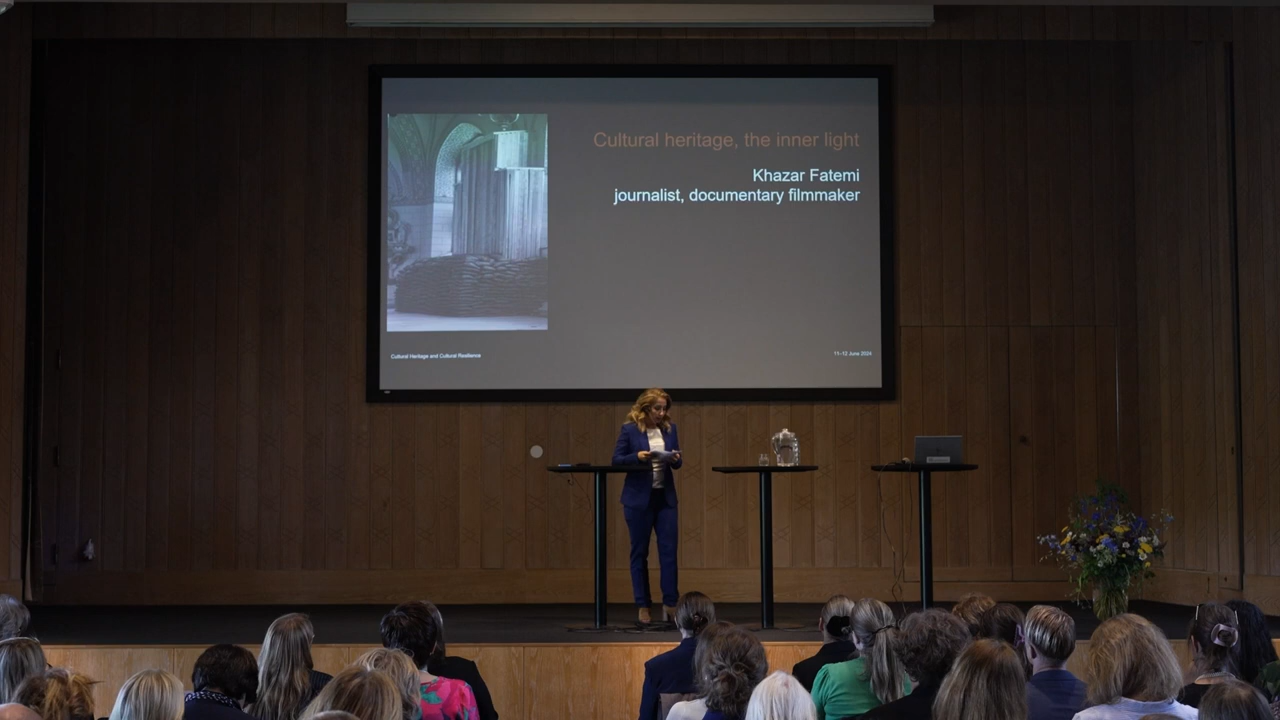 Cultural heritage, the inner light
Khazar Fatemi
journalist, documentary filmmaker
Cultural Heritage and Cultural Resilience
11-12 June 2024